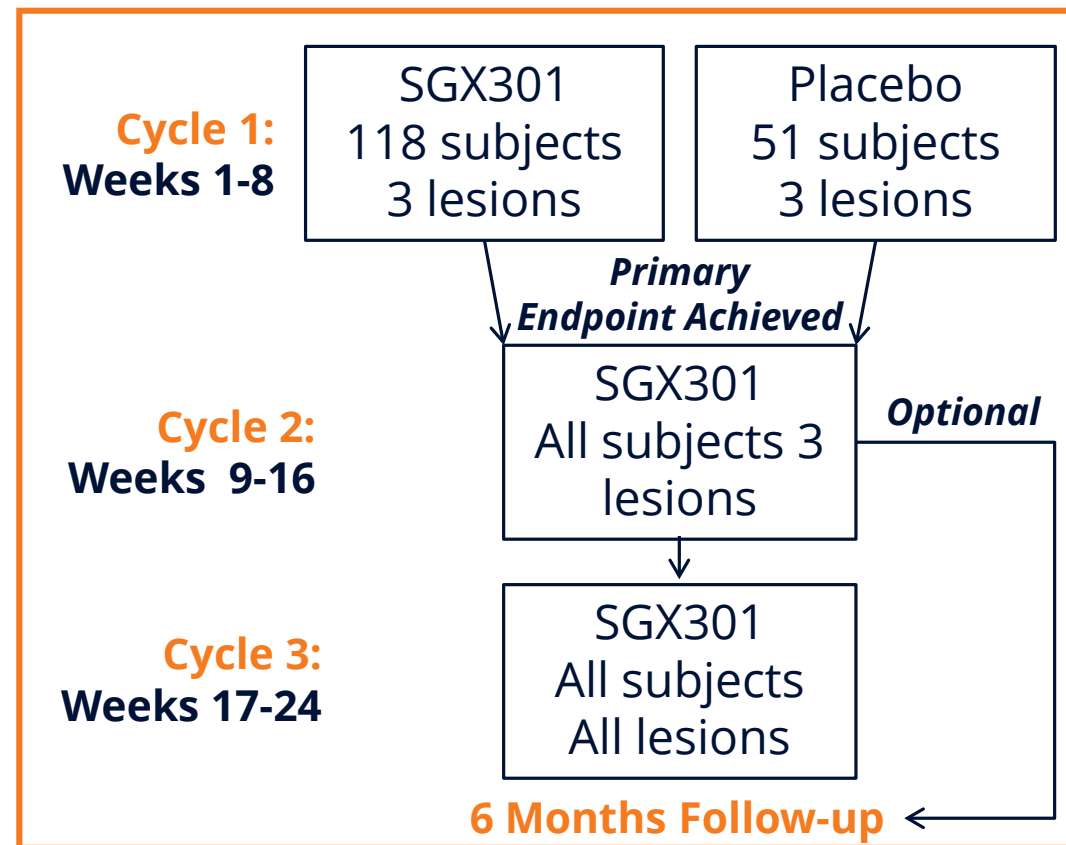 Cycle 1:
Weeks 1-8
SGX301
118 subjects
3 lesions
Placebo
51 subjects
3 lesions
Primary
Endpoint Achieved
Cycle 2:
Weeks 9-16
SGX301
All subjects 3
lesions
Optional
Cycle 3:
Weeks 17-24
SGX301
All subjects
All lesions
6 Months Follow-up